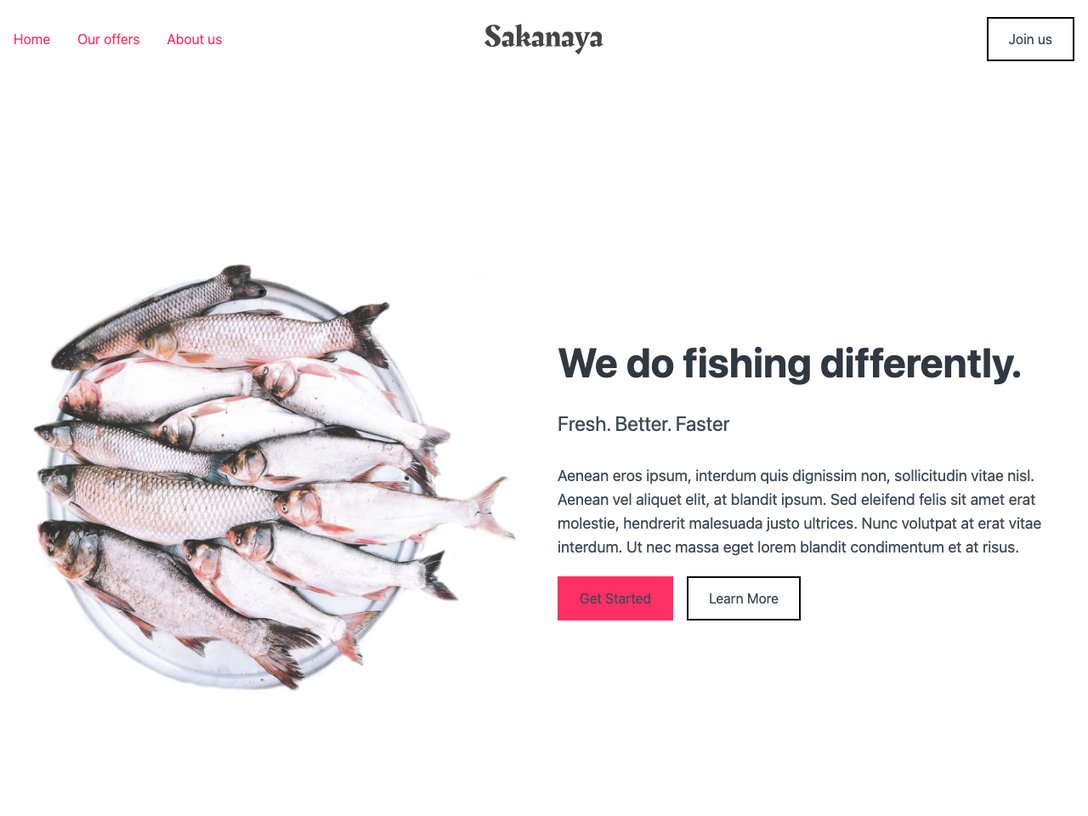 Home
Our offers
About us
Sakanaya
Join us
We do fishing differently.
Fresh. Better. Faster
Aenean eros ipsum, interdum quis dignissim non, sollicitudin vitae nisl.
Aenean vel aliquet elit, at blandit ipsum. Sed eleifend felis sit amet erat
molestie, hendrerit malesuada justo ultrices. Nunc volutpat at erat vitae
interdum. Ut nec massa eget lorem blandit condimentum et at risus.
Get Started
Learn More